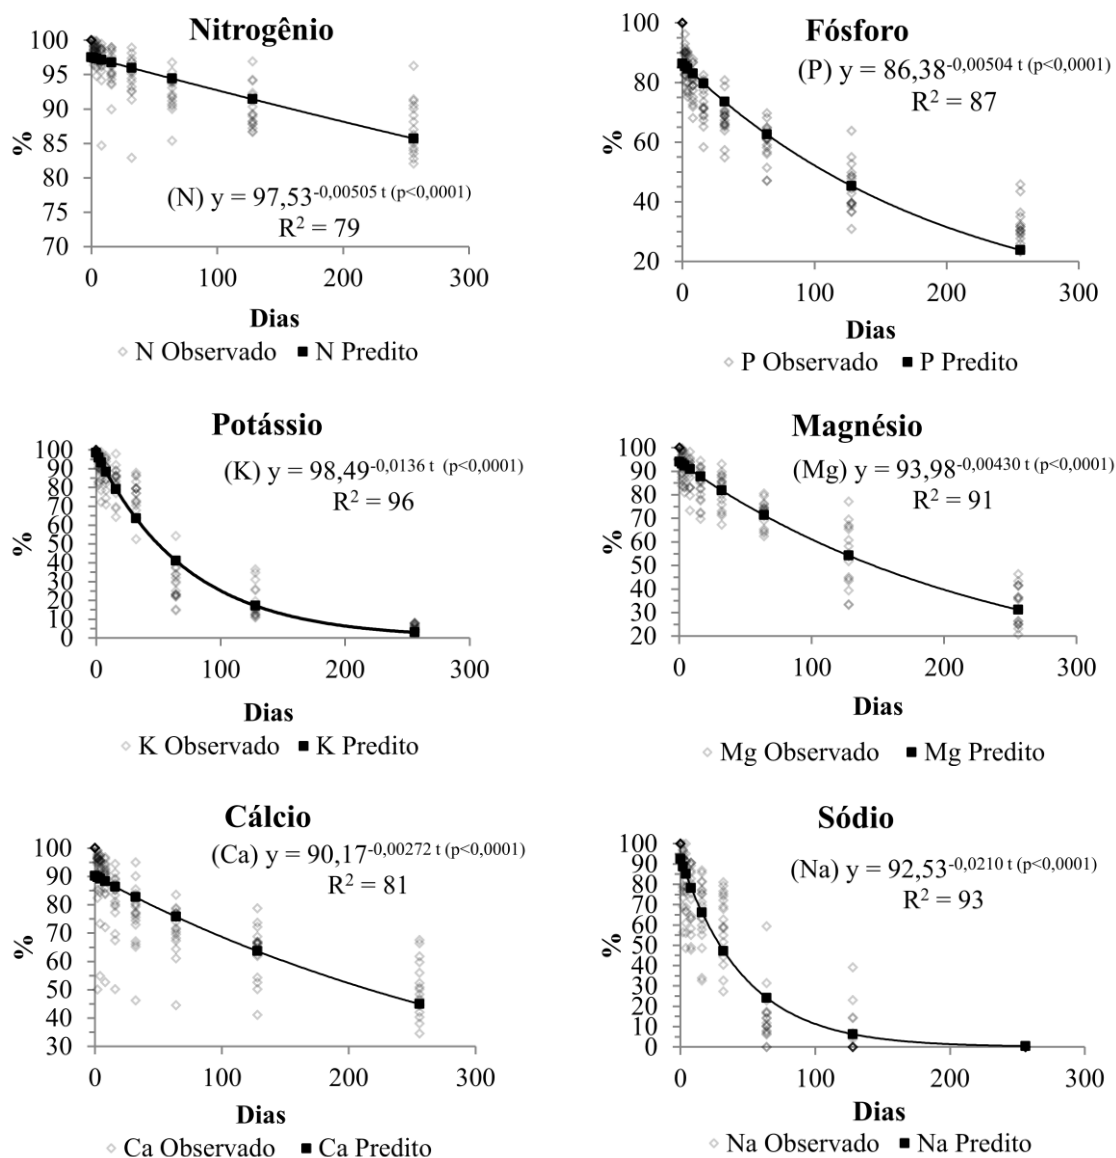 Nitrogênio
100
95
90
85
80
75
70
%
(N) y = 97,53^-0,00505 t (p<0,0001)
R² = 79
0 100 200 300
Dias
◇ N Observado ■ N Predito
Fósforo
100
80
60
40
20
%
(P) y = 86,38^-0,00504 t (p<0,0001)
R² = 87
0 100 200 300
Dias
◇ P Observado ■ P Predito
Potássio
100
90
80
70
60
50
40
30
20
10
0
%
(K) y = 98,49^-0,0136 t (p<0,0001)
R² = 96
0 100 200 300
Dias
◇ K Observado ■ K Predito
Magnésio
100
90
80
70
60
50
40
30
20
%
(Mg) y = 93,98^-0,00430 t (p<0,0001)
R² = 91
0 100 200 300
Dias
◇ Mg Observado ■ Mg Predito
Cálcio
100
90
80
70
60
50
40
30
%
(Ca) y = 90,17^-0,00272 t (p<0,0001)
R² = 81
0 100 200 300
Dias
◇ Ca Observado ■ Ca Predito
Sódio
100
90
80
70
60
50
40
30
20
10
0
%
(Na) y = 92,53^-0,0210 t (p<0,0001)
R² = 93
0 100 200 300
Dias
◇ Na Observado ■ Na Predito